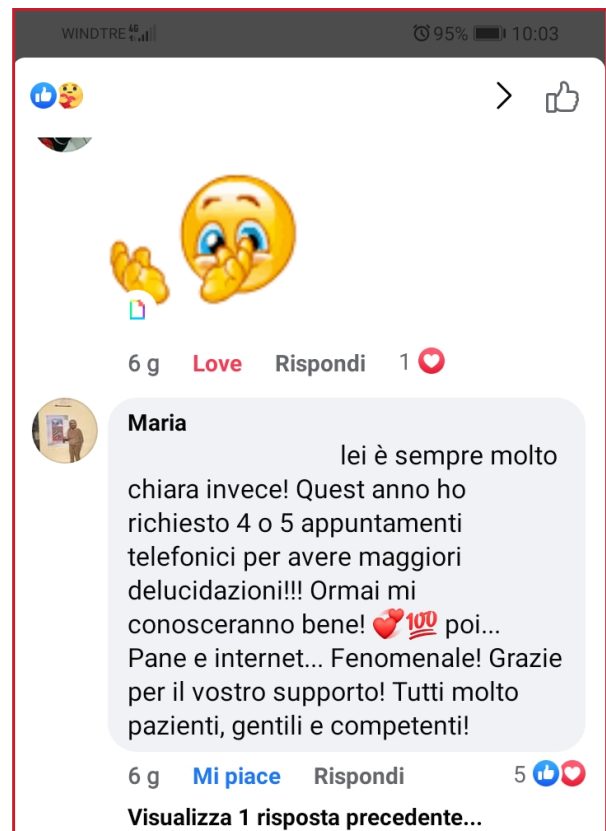 WINDTRE 4G 95% 10:03
6 g Love Rispondi 1
Maria
lei è sempre molto
chiara invece! Quest anno ho
richiesto 4 o 5 appuntamenti
telefonici per avere maggiori
delucidazioni!!! Ormai mi
conosceranno bene! 💞💯 poi...
Pane e internet... Fenomenale! Grazie
per il vostro supporto! Tutti molto
pazienti, gentili e competenti!
6 g Mi piace Rispondi 5
Visualizza 1 risposta precedente...